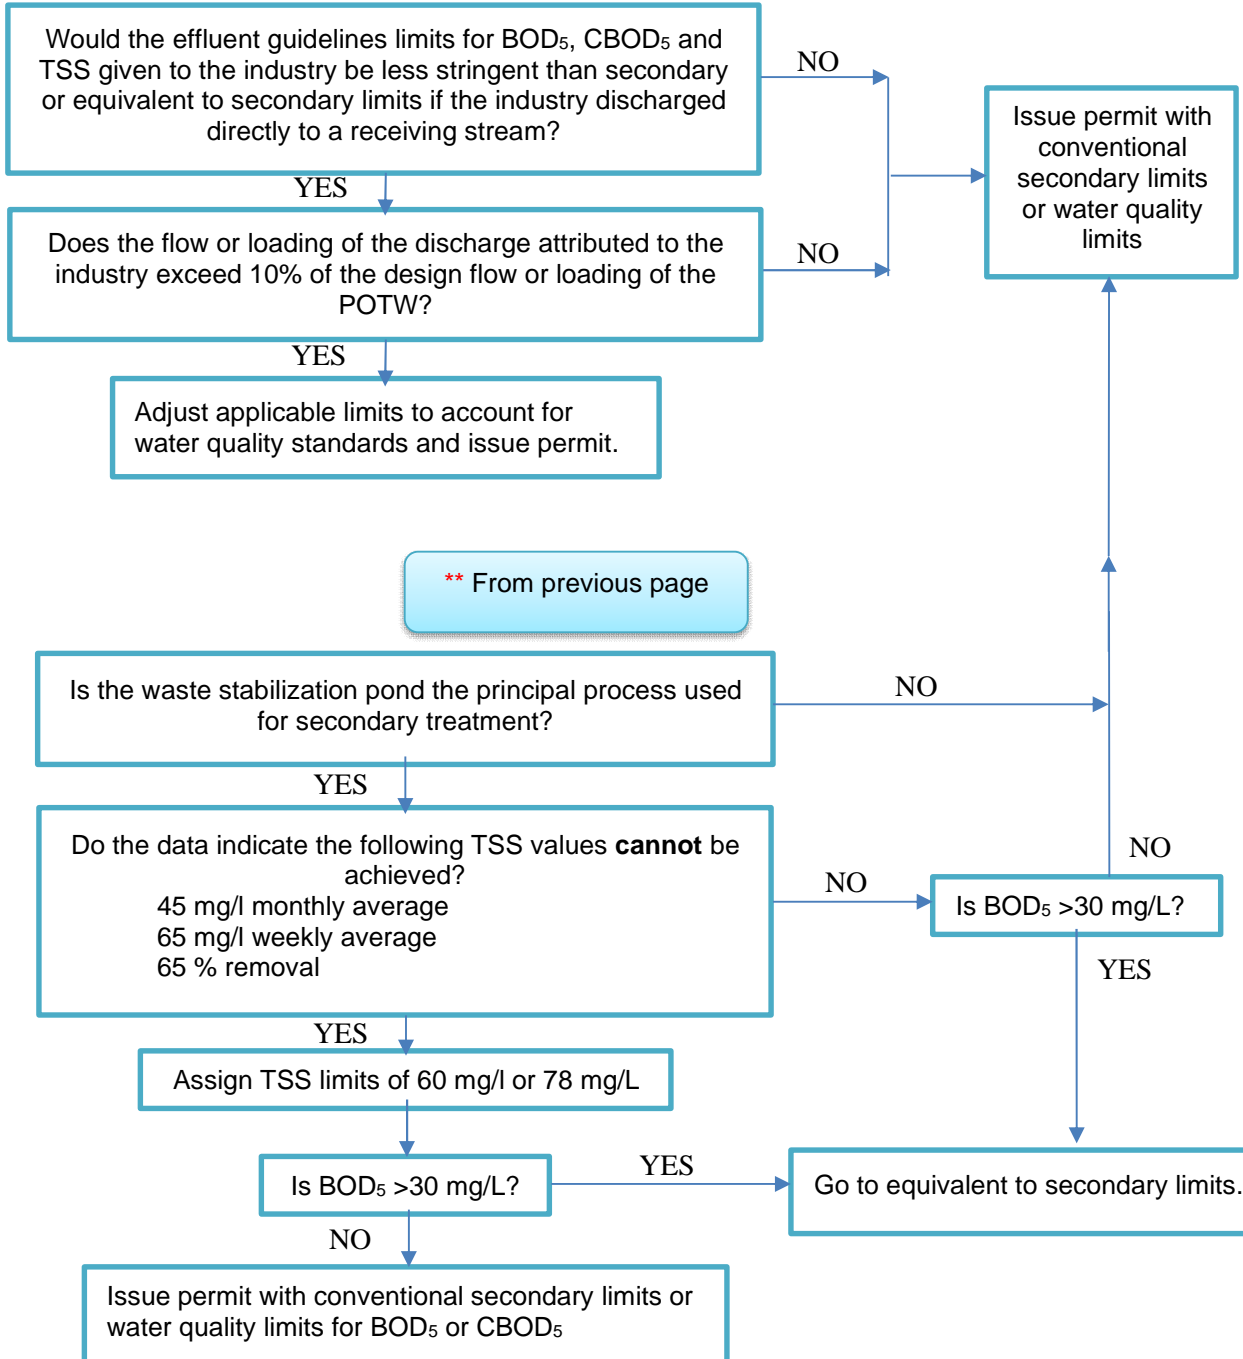 Would the effluent guidelines limits for BOD₅, CBOD₅ and
TSS given to the industry be less stringent than secondary
or equivalent to secondary limits if the industry discharged
directly to a receiving stream?
NO
Issue permit with
conventional
secondary limits
or water quality
limits
YES
Does the flow or loading of the discharge attributed to the
industry exceed 10% of the design flow or loading of the
POTW?
NO
YES
Adjust applicable limits to account for
water quality standards and issue permit.
** From previous page
Is the waste stabilization pond the principal process used
for secondary treatment?
NO
YES
Do the data indicate the following TSS values cannot be
achieved?
45 mg/l monthly average
65 mg/l weekly average
65 % removal
NO
NO
Is BOD₅ >30 mg/L?
YES
YES
Assign TSS limits of 60 mg/l or 78 mg/L
Is BOD₅ >30 mg/L?
YES
Go to equivalent to secondary limits.
NO
Issue permit with conventional secondary limits or
water quality limits for BOD₅ or CBOD₅